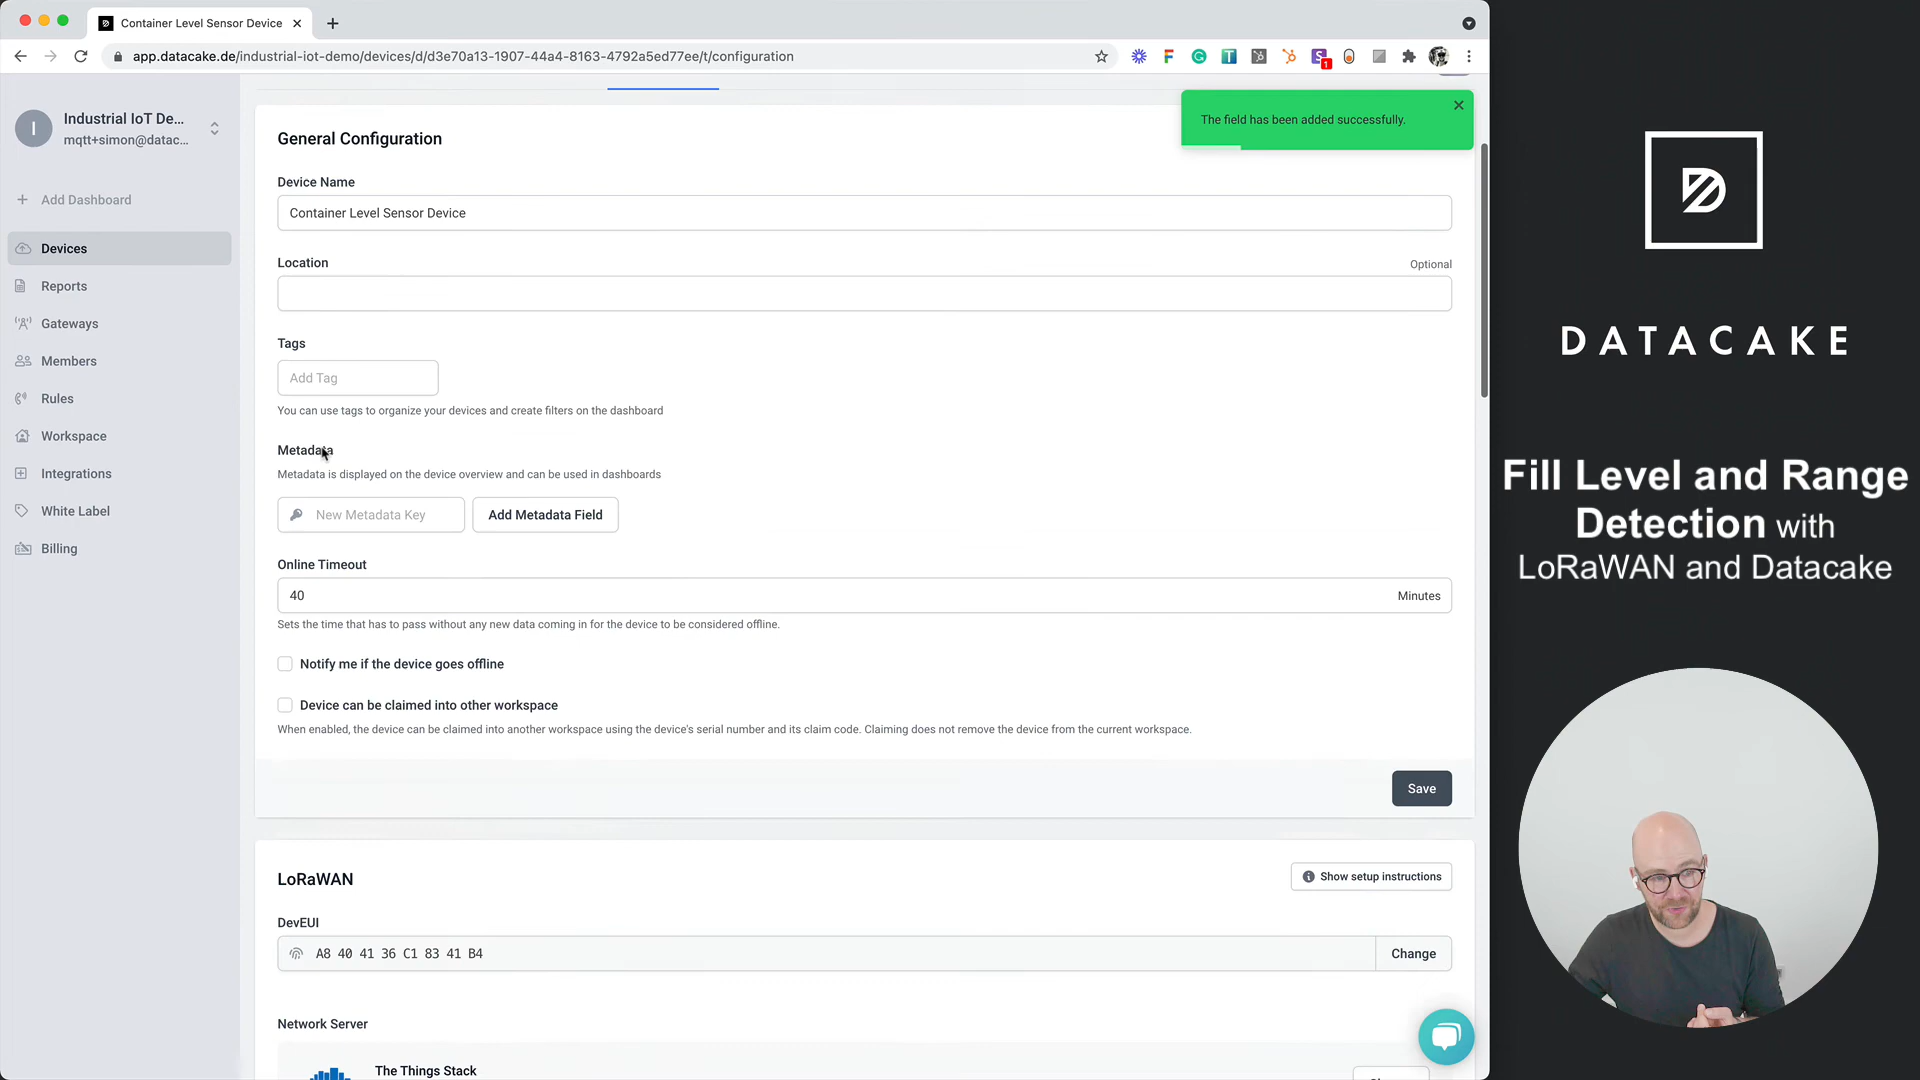 Container Level Sensor Device
app.datacake.de/industrial-iot-demo/devices/d/d3e70a13-1907-44a4-8163-4792a5ed77ee/t/configuration
1
I
Industrial IoT De...
mqtt+simon@datac...
Add Dashboard
Devices
Reports
Gateways
Members
Rules
Workspace
Integrations
White Label
Billing
The field has been added successfully.
General Configuration
Device Name
Container Level Sensor Device
Location
Optional
Tags
Add Tag
You can use tags to organize your devices and create filters on the dashboard
Metadata
Metadata is displayed on the device overview and can be used in dashboards
New Metadata Key
Add Metadata Field
Online Timeout
40
Minutes
Sets the time that has to pass without any new data coming in for the device to be considered offline.
Notify me if the device goes offline
Device can be claimed into other workspace
When enabled, the device can be claimed into another workspace using the device's serial number and its claim code. Claiming does not remove the device from the current workspace.
Save
LoRaWAN
Show setup instructions
DevEUI
A8 40 41 36 C1 83 41 B4
Change
Network Server
The Things Stack
DATACAKE
Fill Level and Range
Detection with
LoRaWAN and Datacake